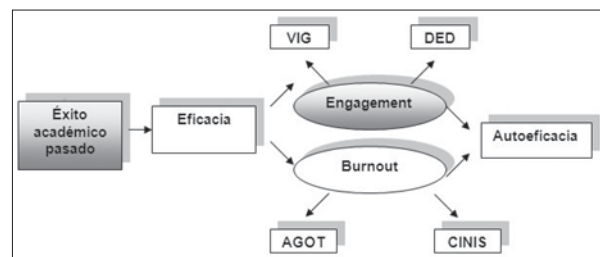 VIG
DED
Éxito
académico
pasado
Eficacia
Engagement
Autoeficacia
Burnout
AGOT
CINIS